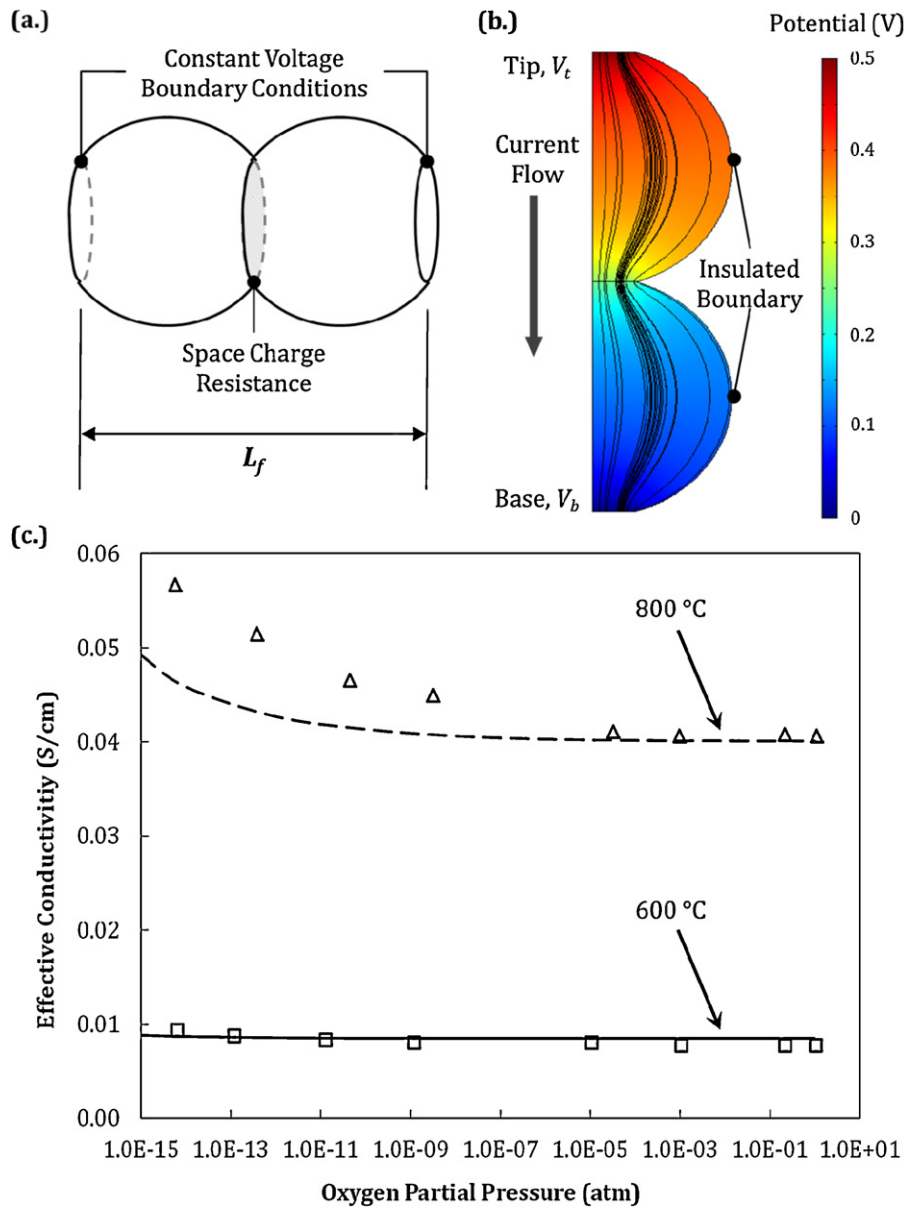 (a.)
Constant Voltage
Boundary Conditions
Space Charge
Resistance
L_f
(b.)
Potential (V)
Tip, V_t
Current
Flow
Insulated
Boundary
Base, V_b
0.5
0.4
0.3
0.2
0.1
0
(c.)
Effective Conductivitiy (S/cm)
0.06
0.05
0.04
0.03
0.02
0.01
0.00
800 °C
600 °C
1.0E-15 1.0E-13 1.0E-11 1.0E-09 1.0E-07 1.0E-05 1.0E-03 1.0E-01 1.0E+01
Oxygen Partial Pressure (atm)